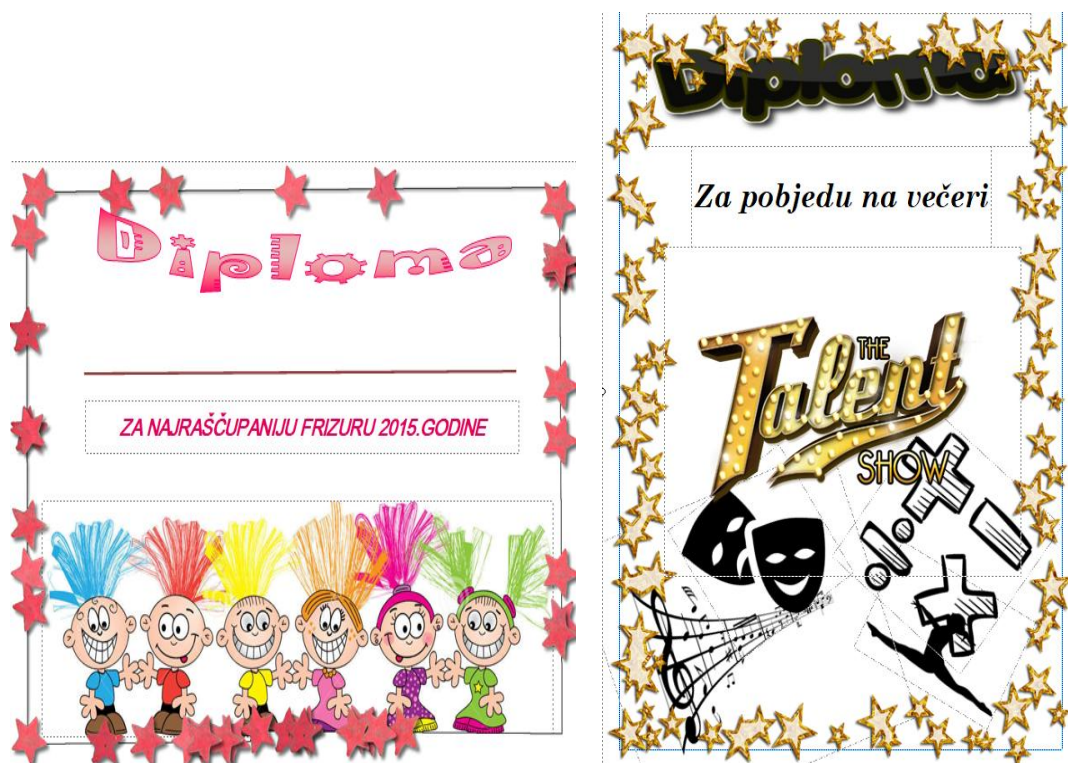 Diploma
ZA NAJRAŠČUPANIJU FRIZURU 2015.GODINE
Diploma
Za pobjedu na večeri
THE
Talent
SHOW